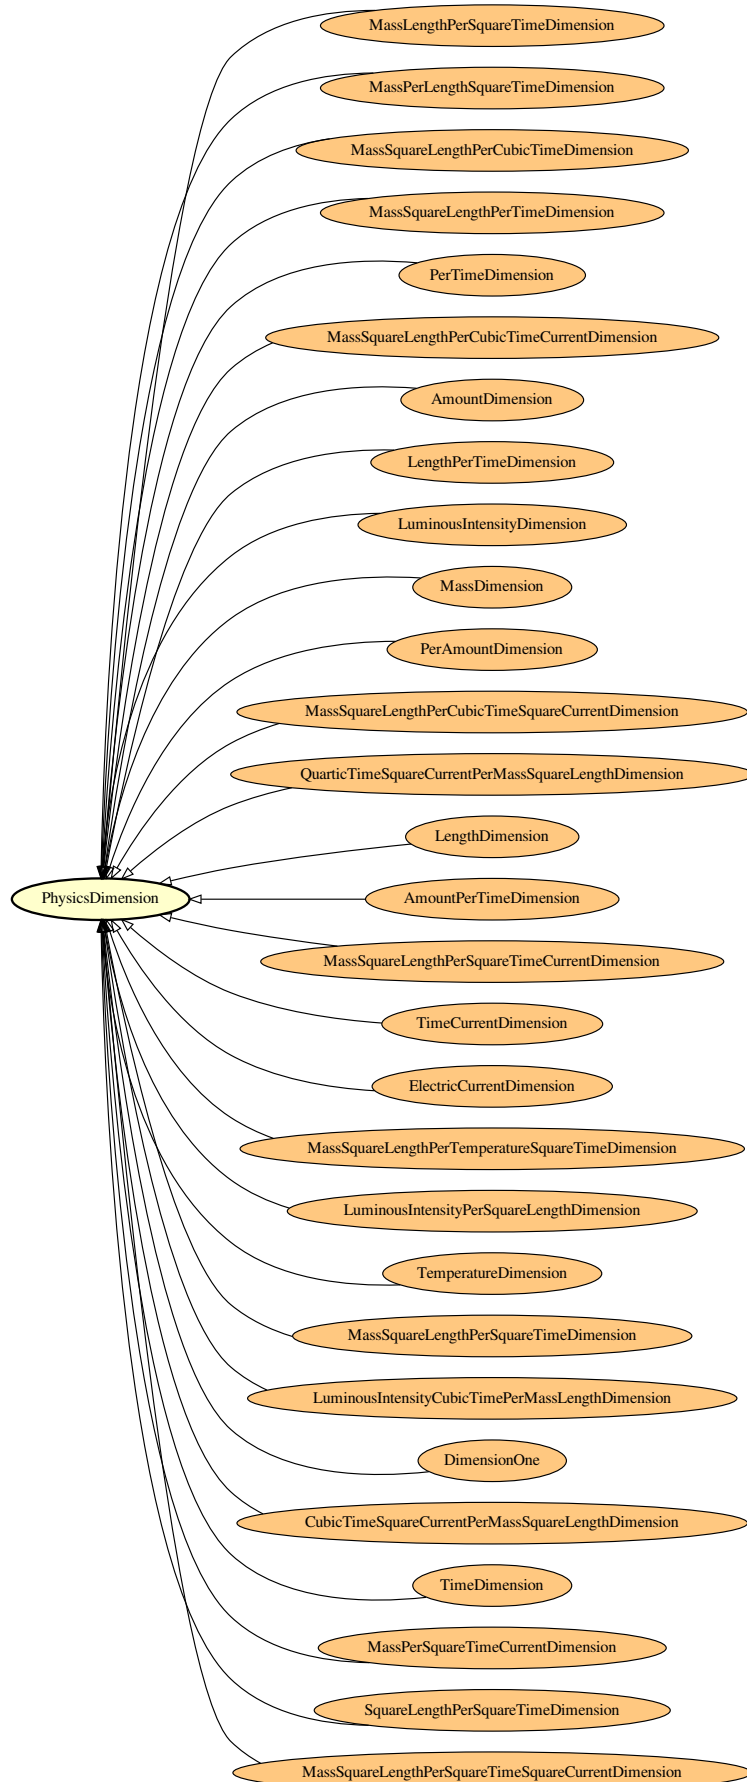 MassLengthPerSquareTimeDimension
MassPerLengthSquareTimeDimension
MassSquareLengthPerCubicTimeDimension
MassSquareLengthPerTimeDimension
PerTimeDimension
MassSquareLengthPerCubicTimeCurrentDimension
AmountDimension
LengthPerTimeDimension
LuminousIntensityDimension
MassDimension
PerAmountDimension
MassSquareLengthPerCubicTimeSquareCurrentDimension
QuarticTimeSquareCurrentPerMassSquareLengthDimension
LengthDimension
PhysicsDimension
AmountPerTimeDimension
MassSquareLengthPerSquareTimeCurrentDimension
TimeCurrentDimension
ElectricCurrentDimension
MassSquareLengthPerTemperatureSquareTimeDimension
LuminousIntensityPerSquareLengthDimension
TemperatureDimension
MassSquareLengthPerSquareTimeDimension
LuminousIntensityCubicTimePerMassLengthDimension
DimensionOne
CubicTimeSquareCurrentPerMassSquareLengthDimension
TimeDimension
MassPerSquareTimeCurrentDimension
SquareLengthPerSquareTimeDimension
MassSquareLengthPerSquareTimeSquareCurrentDimension